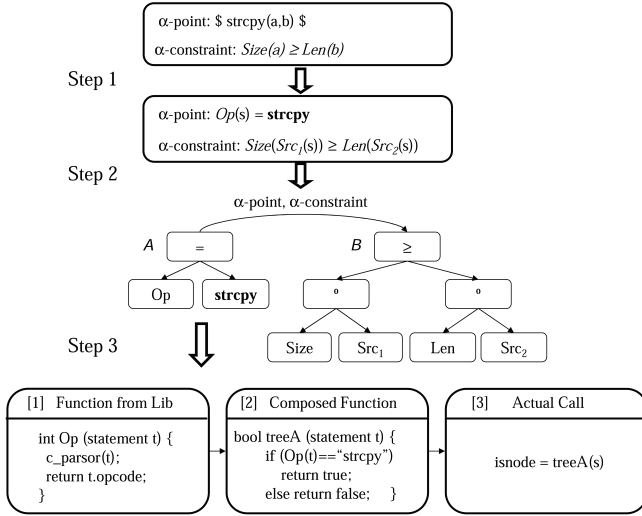 α-point: $ strcpy(a,b) $
α-constraint: Size(a) ≥ Len(b)
Step 1
α-point: Op(s) = strcpy
α-constraint: Size(Src₁(s)) ≥ Len(Src₂(s))
Step 2
α-point, α-constraint
A = B ≥
Op strcpy o o
Size Src₁ Len Src₂
Step 3
[1] Function from Lib
int Op (statement t) {
c_parsor(t);
return t.opcode;
}
[2] Composed Function
bool treeA (statement t) {
if (Op(t)==“strcpy”)
return true;
else return false; }
[3] Actual Call
isnode = treeA(s)